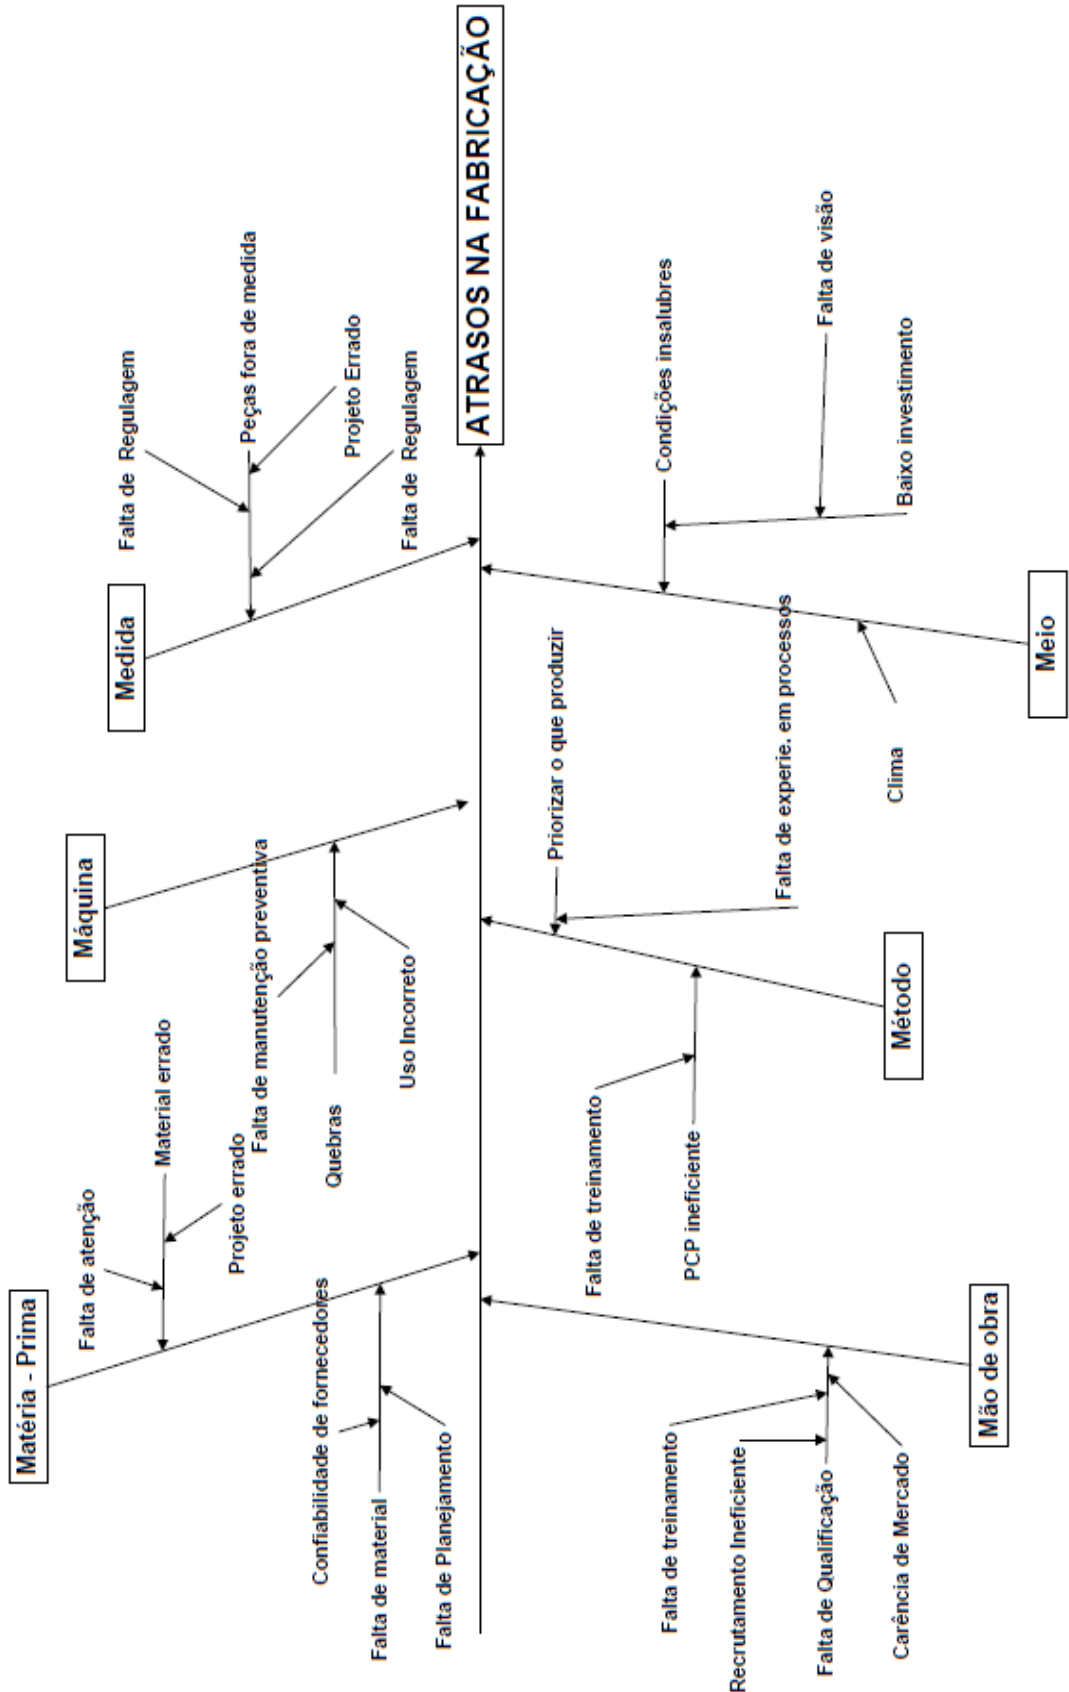 Matéria - Prima
Máquina
Medida
Falta de atenção
Material errado
Projeto errado
Confiabilidade de fornecedores
Falta de material
Falta de Planejamento
Falta de manutenção preventiva
Quebras
Uso Incorreto
Falta de Regulagem
Peças fora de medida
Projeto Errado
Falta de Regulagem
ATRASOS NA FABRICAÇÃO
Falta de treinamento
Recrutamento Ineficiente
Falta de Qualificação
Carência de Mercado
Priorizar o que produzir
Falta de treinamento
PCP ineficiente
Falta de experie. em processos
Condições insalubres
Falta de visão
Baixo investimento
Clima
Mão de obra
Método
Meio